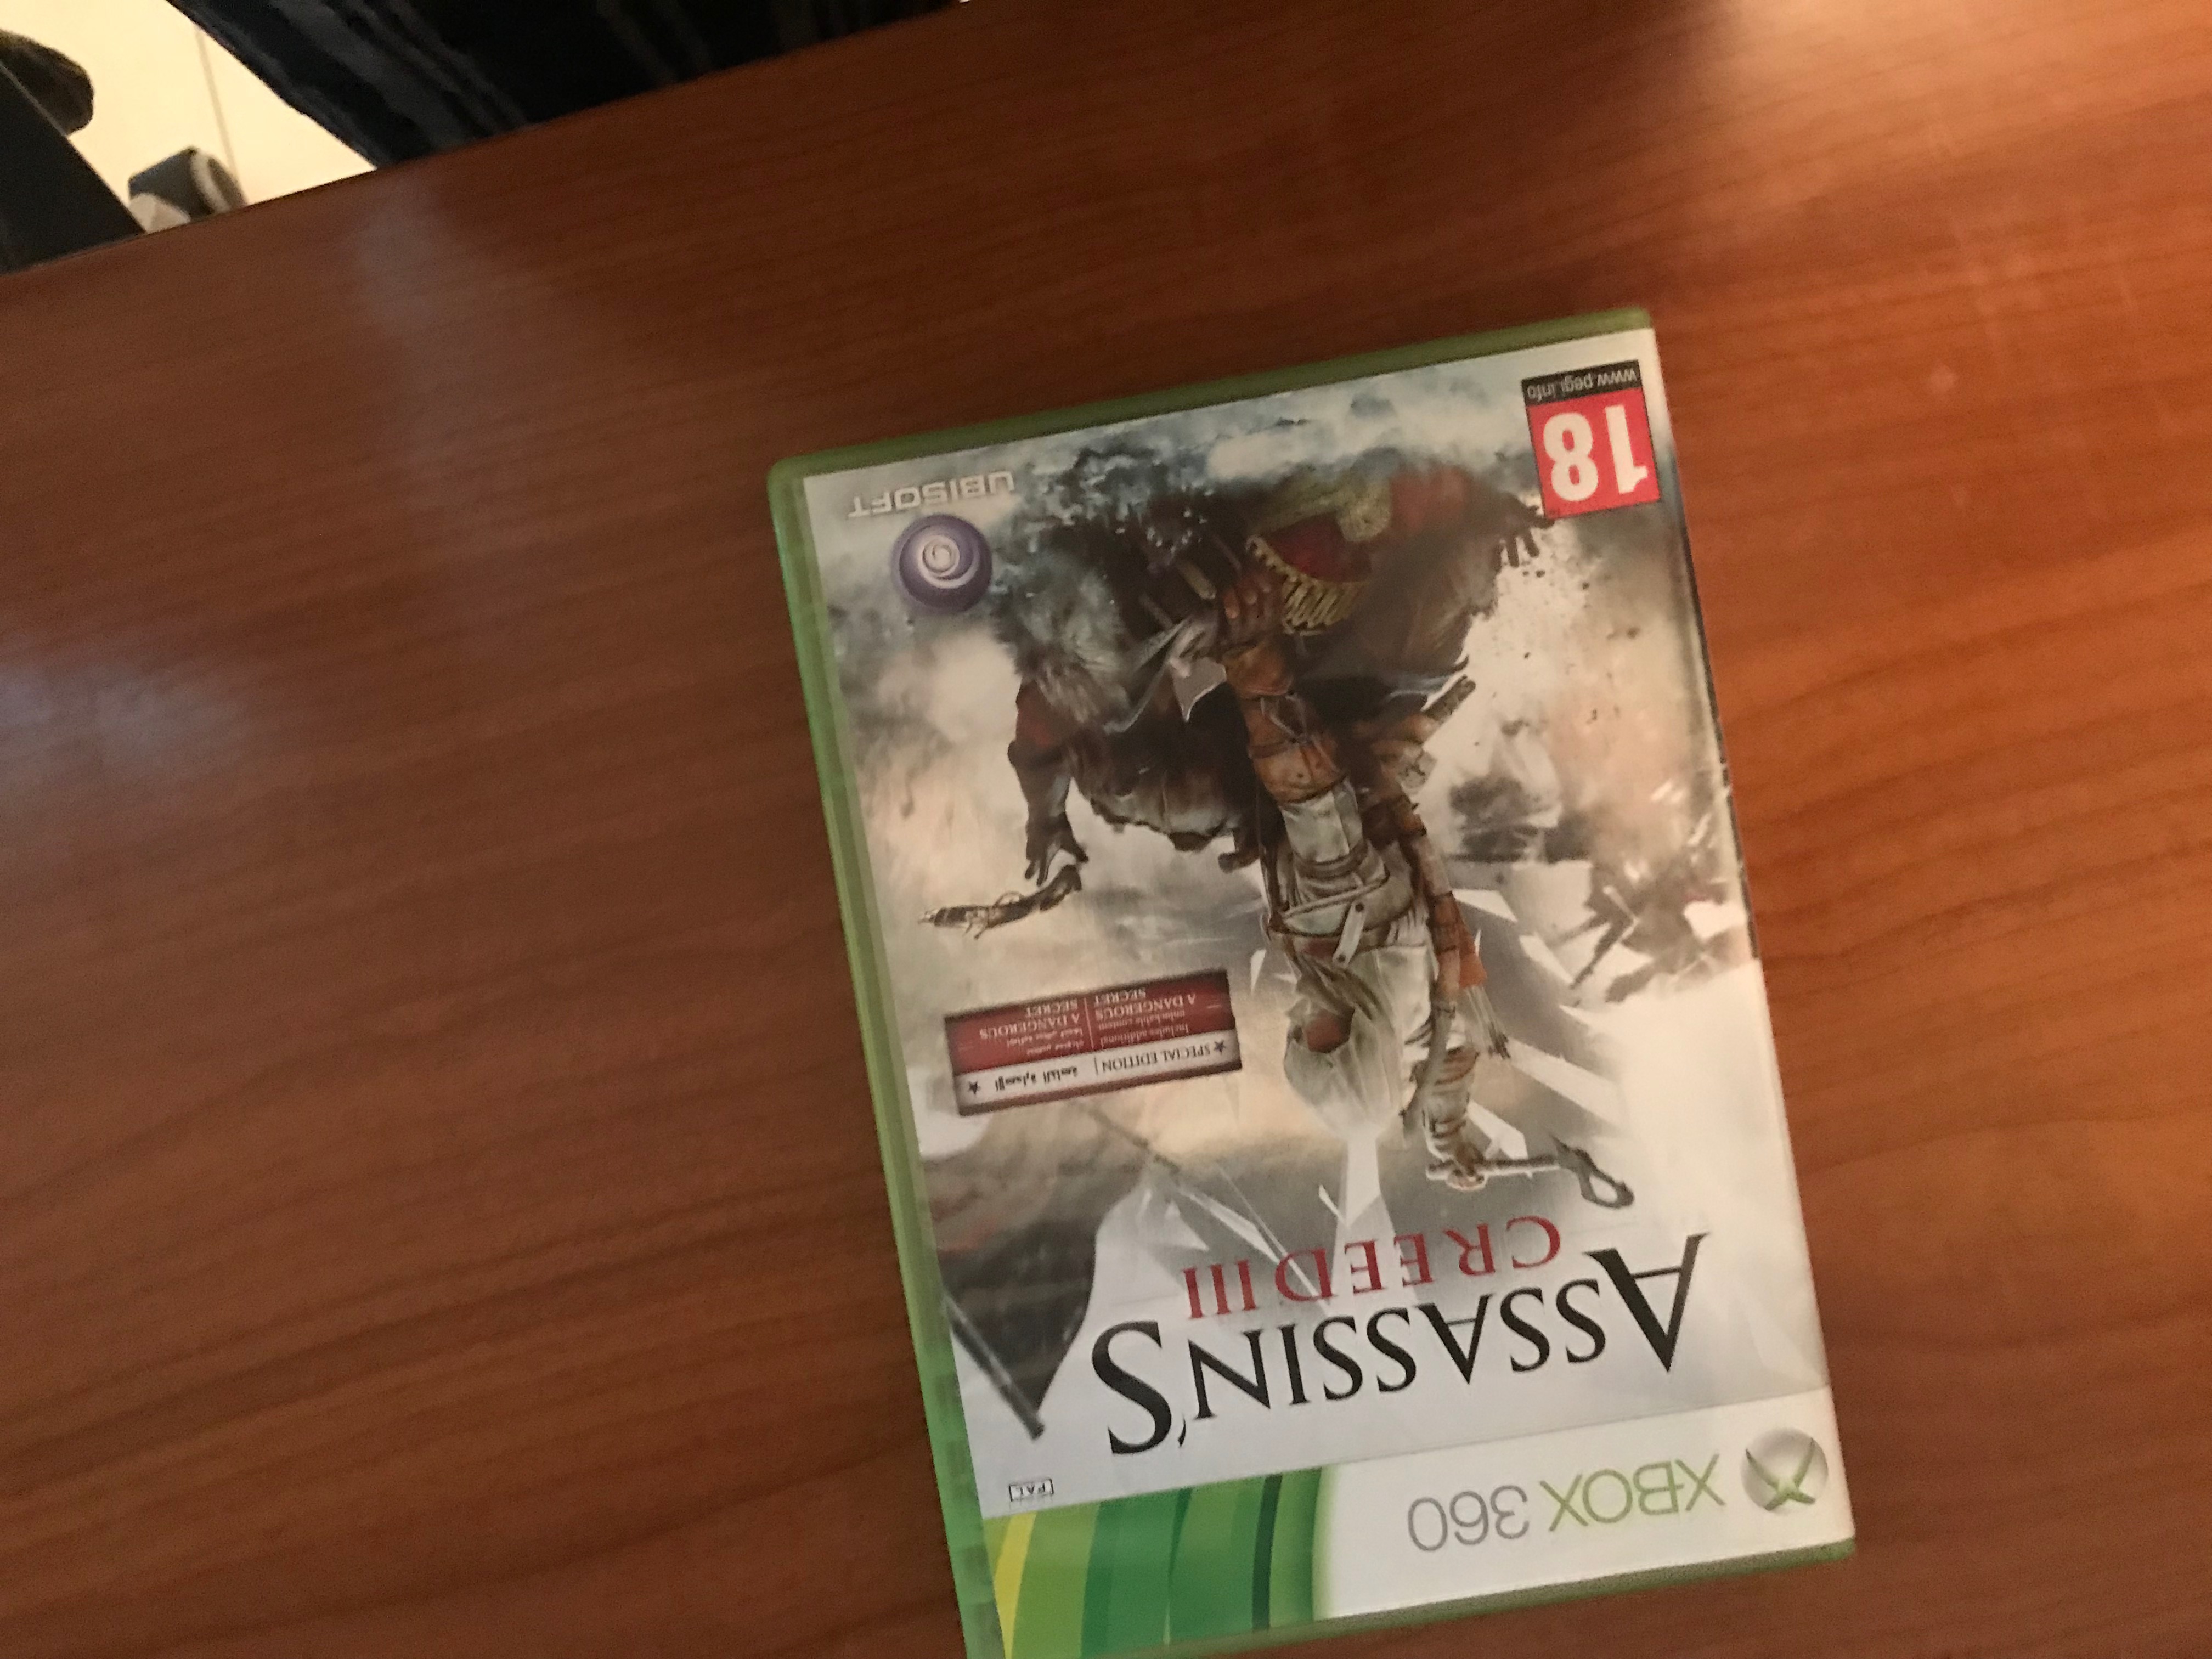 XBOX 360
PAL
ASSASSIN'S
CREED III
SPECIAL EDITION | الإصدارة الخاصة
Includes additional
unlockable content
A DANGEROUS
SECRET
A DANGEROUS
SECRET
UBISOFT
18
www.pegi.info